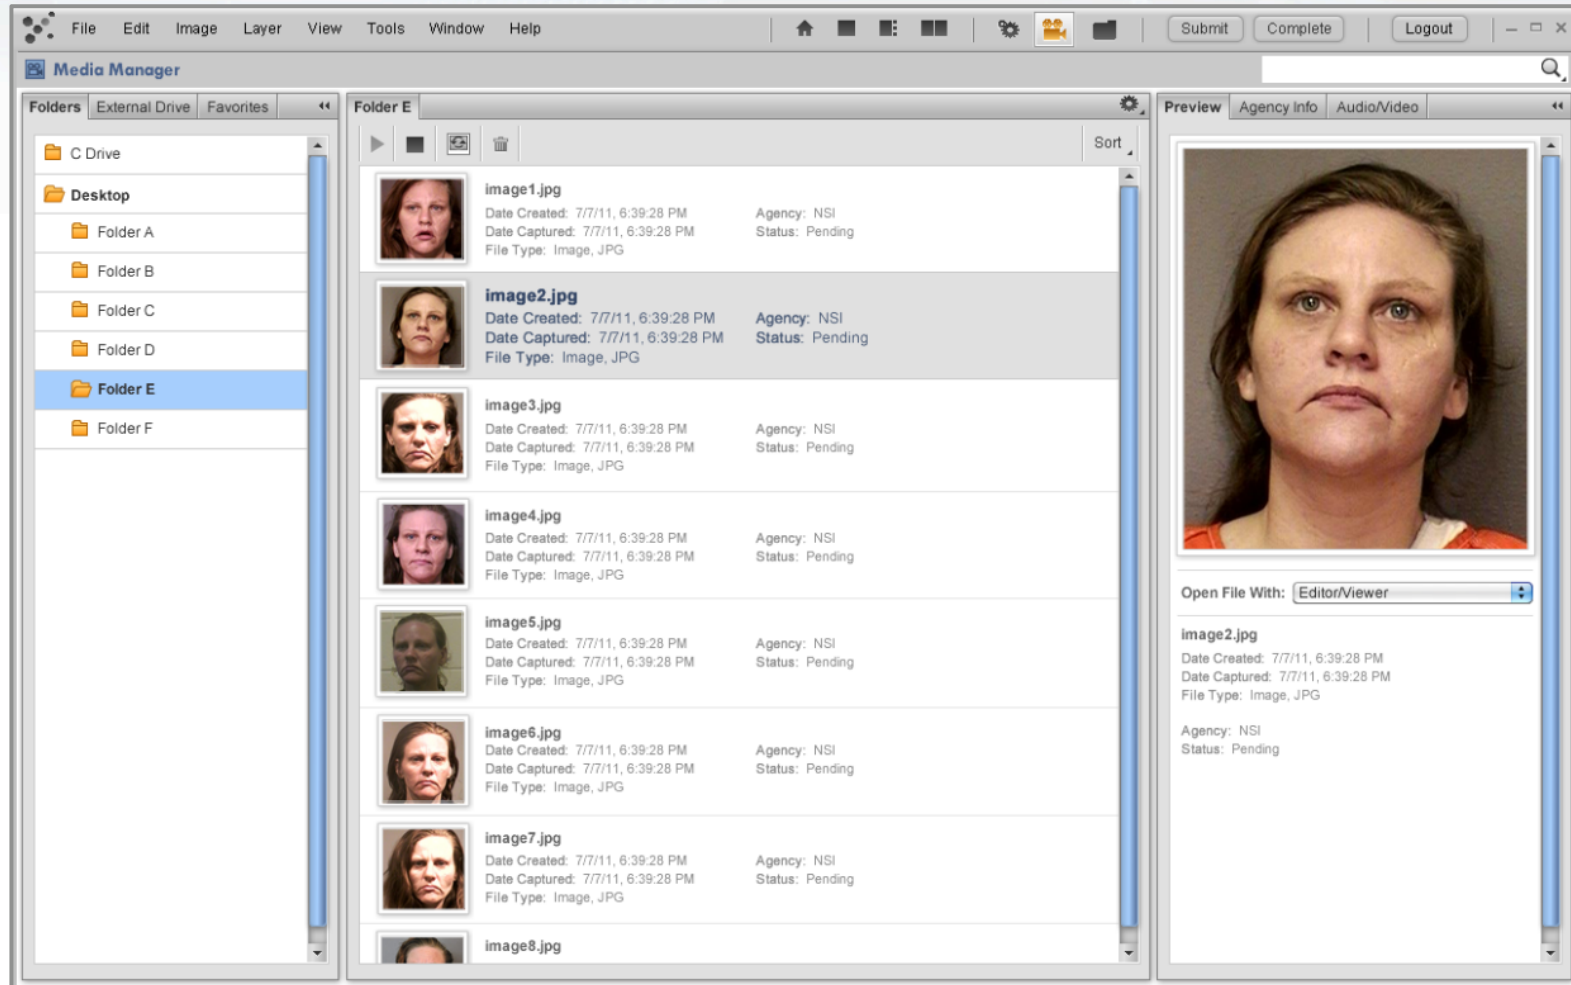 File Edit Image Layer View Tools Window Help Submit Complete Logout
Media Manager
Folders External Drive Favorites
C Drive
Desktop
Folder A
Folder B
Folder C
Folder D
Folder E
Folder F
Folder E
Sort
image1.jpg
Date Created: 7/7/11, 6:39:28 PM Agency: NSI
Date Captured: 7/7/11, 6:39:28 PM Status: Pending
File Type: Image, JPG
image2.jpg
Date Created: 7/7/11, 6:39:28 PM Agency: NSI
Date Captured: 7/7/11, 6:39:28 PM Status: Pending
File Type: Image, JPG
image3.jpg
Date Created: 7/7/11, 6:39:28 PM Agency: NSI
Date Captured: 7/7/11, 6:39:28 PM Status: Pending
File Type: Image, JPG
image4.jpg
Date Created: 7/7/11, 6:39:28 PM Agency: NSI
Date Captured: 7/7/11, 6:39:28 PM Status: Pending
File Type: Image, JPG
image5.jpg
Date Created: 7/7/11, 6:39:28 PM Agency: NSI
Date Captured: 7/7/11, 6:39:28 PM Status: Pending
File Type: Image, JPG
image6.jpg
Date Created: 7/7/11, 6:39:28 PM Agency: NSI
Date Captured: 7/7/11, 6:39:28 PM Status: Pending
File Type: Image, JPG
image7.jpg
Date Created: 7/7/11, 6:39:28 PM Agency: NSI
Date Captured: 7/7/11, 6:39:28 PM Status: Pending
File Type: Image, JPG
image8.jpg
Preview Agency Info Audio/Video
Open File With: Editor/Viewer
image2.jpg
Date Created: 7/7/11, 6:39:28 PM
Date Captured: 7/7/11, 6:39:28 PM
File Type: Image, JPG
Agency: NSI
Status: Pending